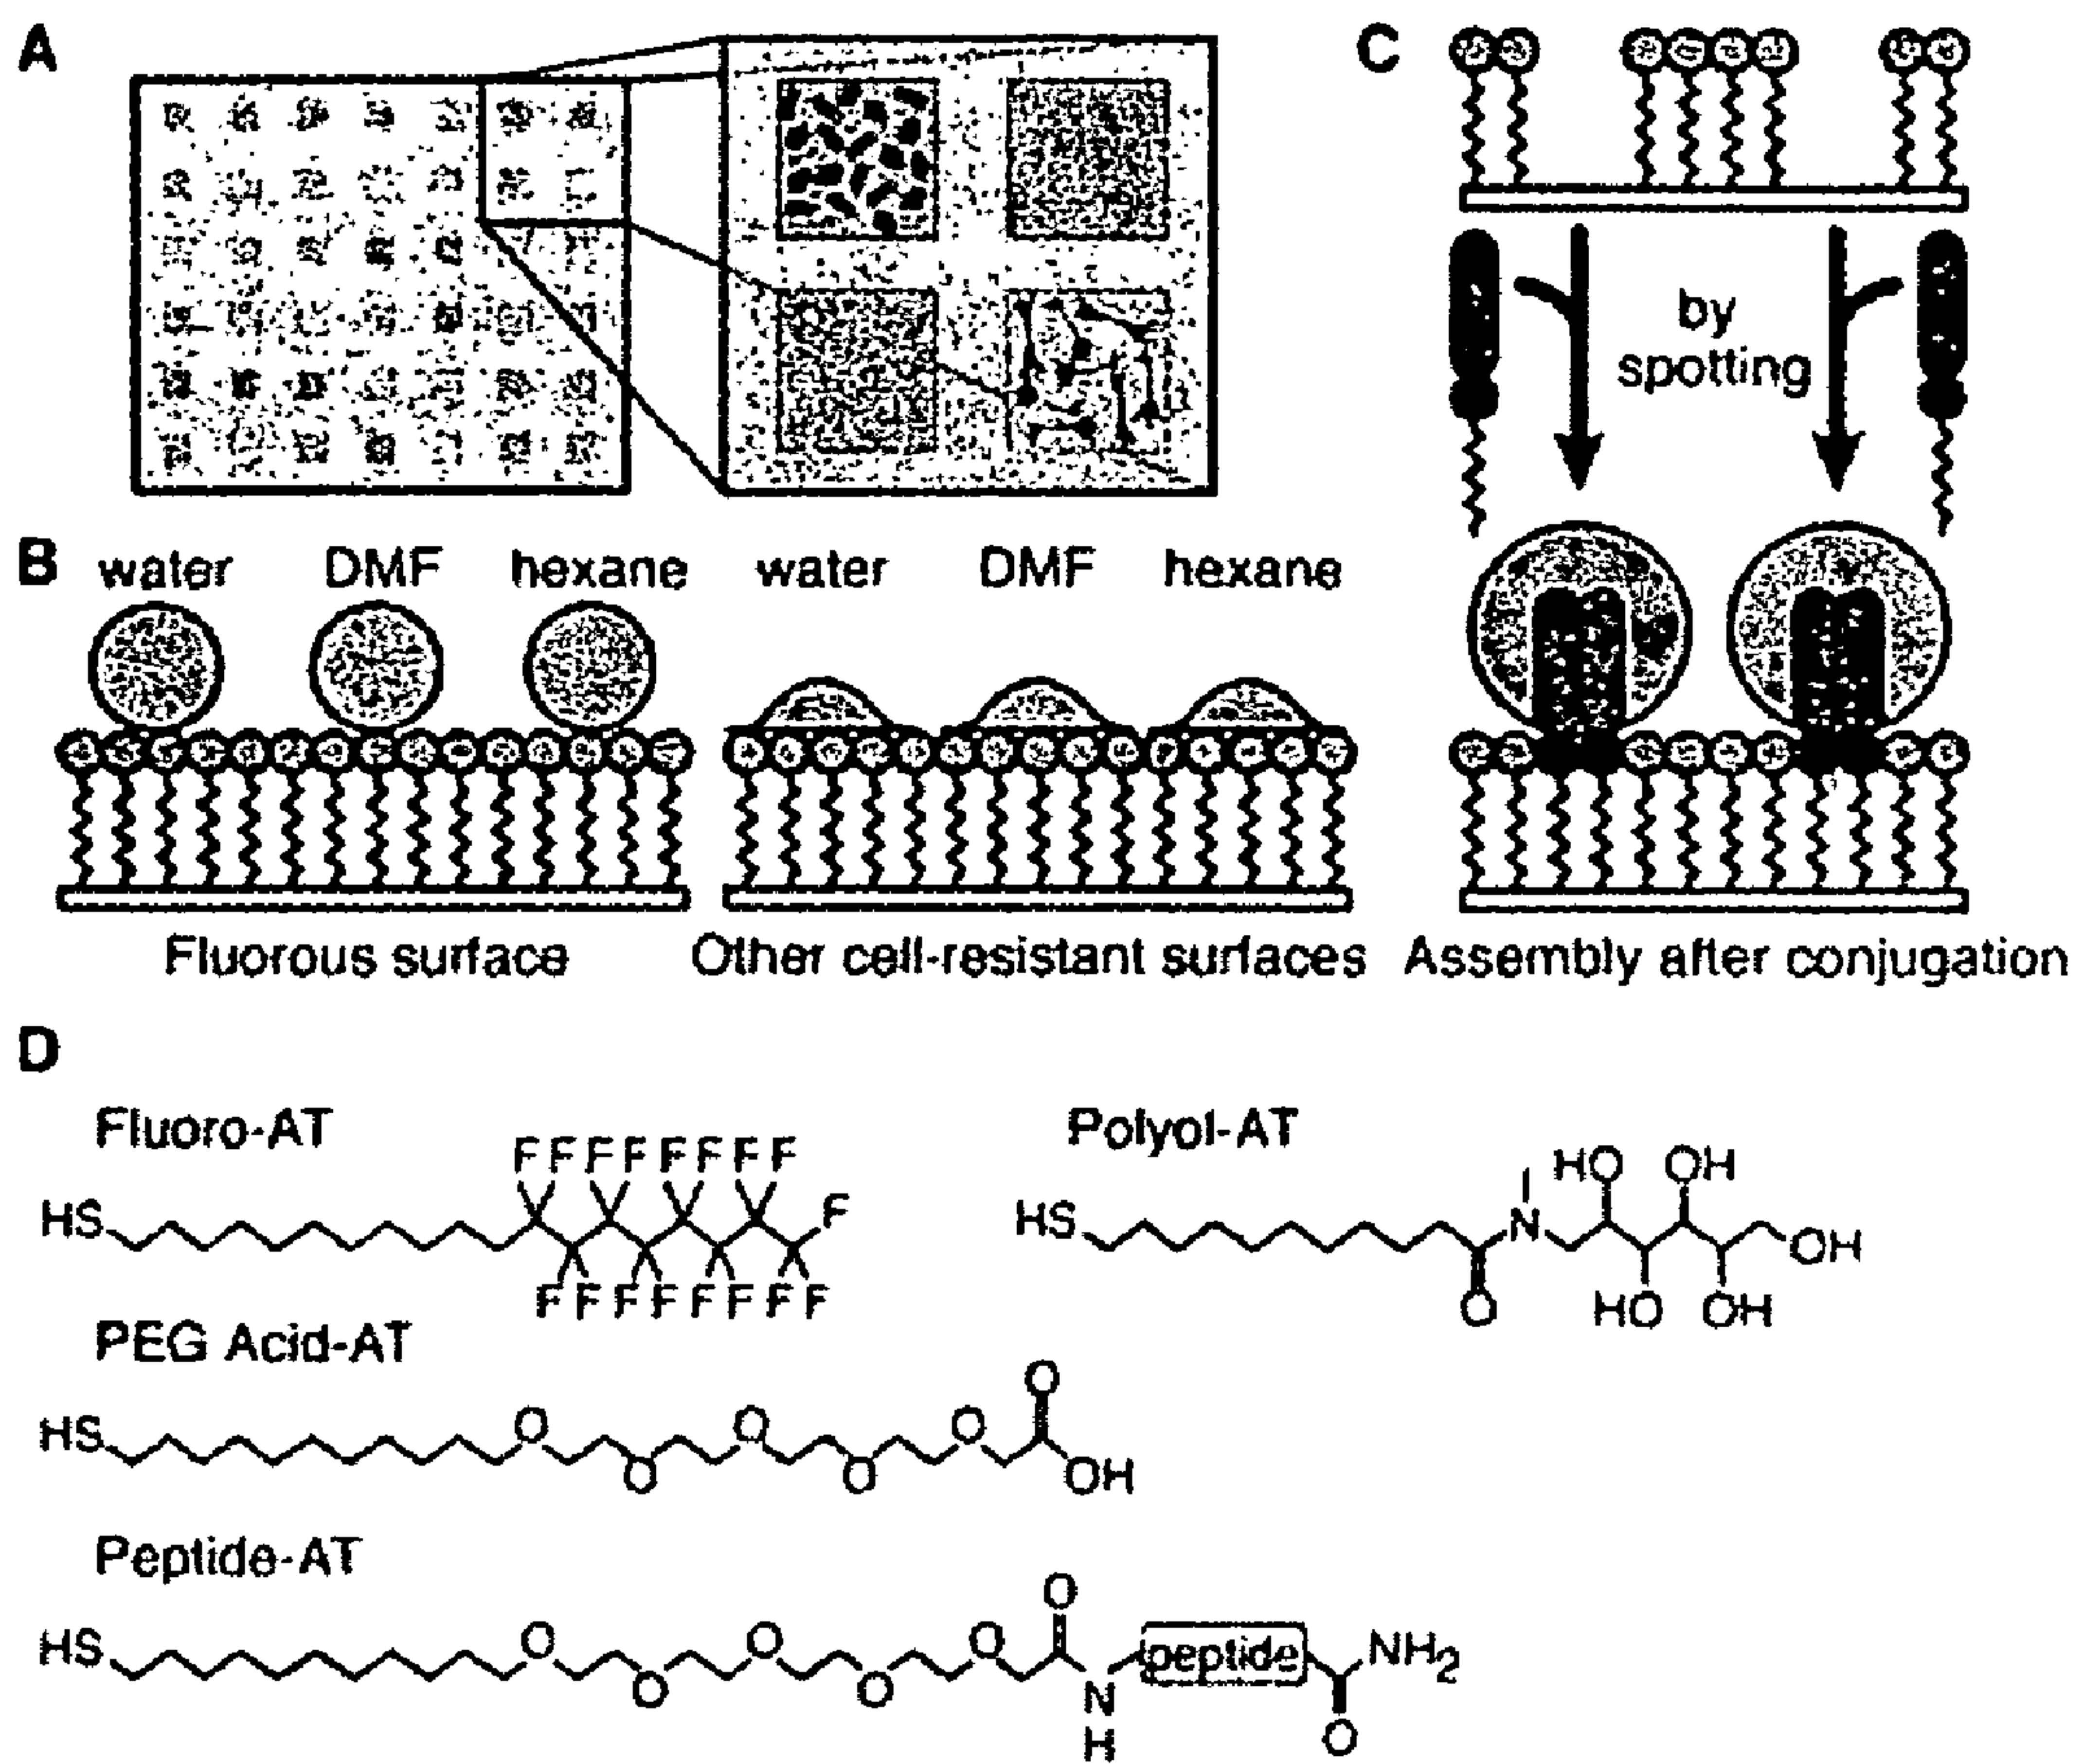 A
C
by
spotting
B water DMF hexane water DMF hexane
Fluorous surface Other cell-resistant surfaces Assembly after conjugation
D
Fluoro-AT Polyol-AT
F F F F F F F F HO OH
HS F HS N OH
F F F F F F F F O HO OH
PEG Acid-AT
O
HS O O O
O O OH
Peptide-AT
O
HS O O O peptide NH2
O O N
H O